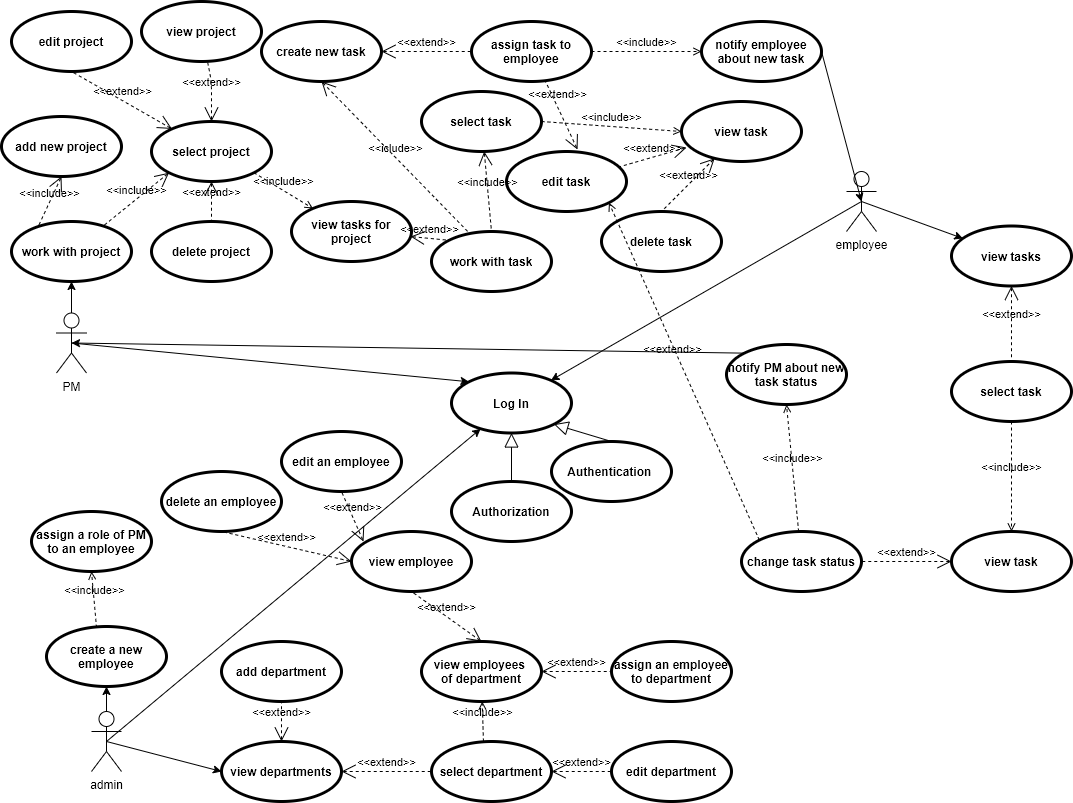 edit project
view project
<<extend>>
<<extend>>
create new task
<<extend>>
assign task to
employee
<<include>>
notify employee
about new task
<<extend>>
add new project
select project
<<include>>
<<include>>
<<extend>>
<<include>>
work with project
delete project
view tasks for
project
<<extend>>
<<iclude>>
select task
<<include>>
view task
<<include>>
edit task
<<extend>>
<<extend>>
delete task
work with task
employee
view tasks
<<extend>>
select task
<<include>>
view task
PM
<<extend>>
notify PM about new
task status
<<include>>
change task status
<<extend>>
Log In
Authentication
Authorization
edit an employee
<<extend>>
delete an employee
<<extend>>
view employee
<<extend>>
assign a role of PM
to an employee
<<include>>
create a new
employee
add department
<<extend>>
view employees
of department
<<extend>>
assign an employee
to department
<<include>>
admin
view departments
<<extend>>
select department
<<extend>>
edit department